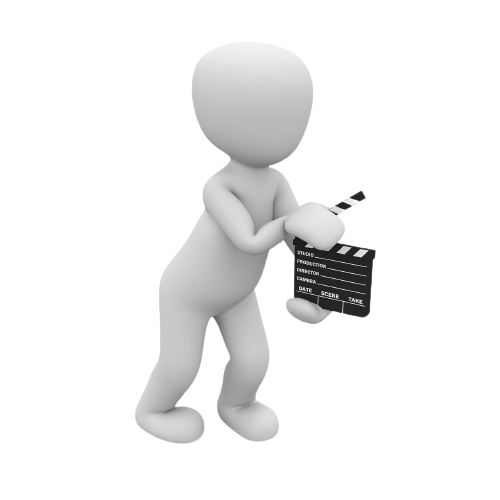 STUDIO
PRODUCTION
DIRECTOR
CAMERA
DATE SCENE TAKE